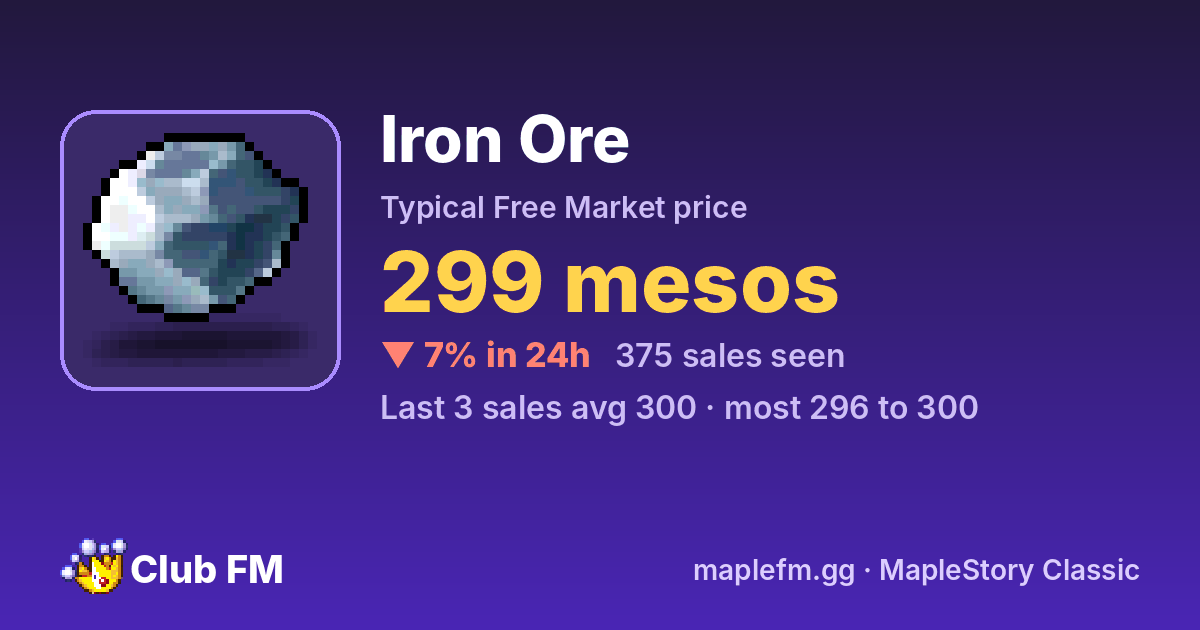 Iron Ore
Typical Free Market price
299 mesos
▼ 7% in 24h 375 sales seen
Last 3 sales avg 300 · most 296 to 300
Club FM
maplefm.gg · MapleStory Classic